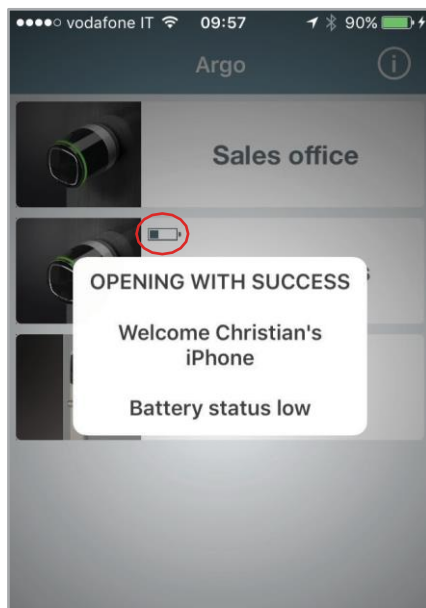 vodafone IT 09:57 90%
Argo
Sales office
OPENING WITH SUCCESS
Welcome Christian's
iPhone
Battery status low